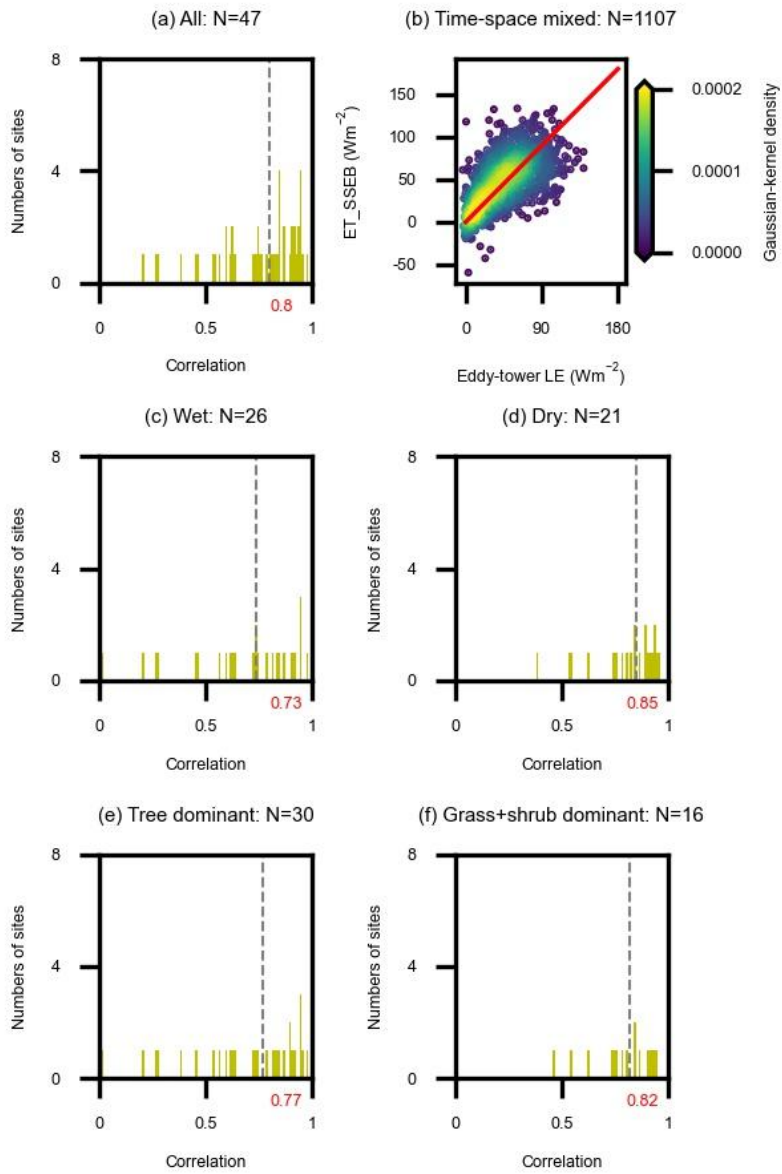 (a) All: N=47
8
4
0
Numbers of sites
0.8
0 0.5 1
Correlation
(b) Time-space mixed: N=1107
150
100
50
0
-50
ET_SSEB (Wm⁻²)
0 90 180
Eddy-tower LE (Wm⁻²)
0.0002
0.0001
0.0000
Gaussian-kernel density
(c) Wet: N=26
8
4
0
Numbers of sites
0.73
0 0.5 1
Correlation
(d) Dry: N=21
8
4
0
Numbers of sites
0.85
0 0.5 1
Correlation
(e) Tree dominant: N=30
8
4
0
Numbers of sites
0.77
0 0.5 1
Correlation
(f) Grass+shrub dominant: N=16
8
4
0
Numbers of sites
0.82
0 0.5 1
Correlation